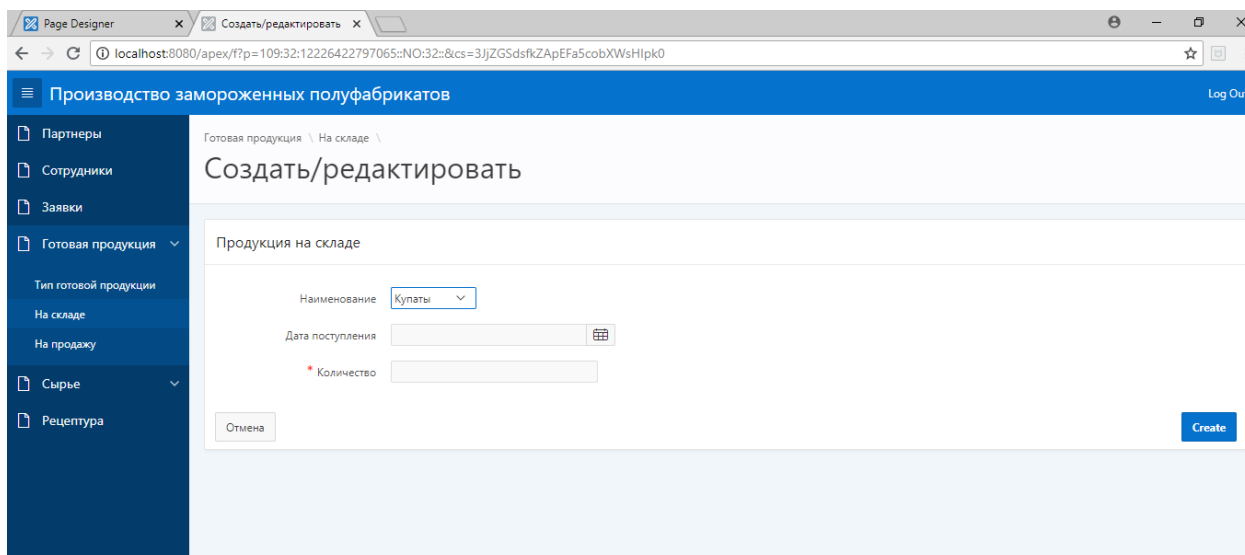 Page Designer
Создать/редактировать
localhost:8080/apex/f?p=109:32:12226422797065::NO:32::&cs=3JjZGSdsfkZApEFa5cobXWsHIpk0
Производство замороженных полуфабрикатов
Log Ou
Партнеры
Сотрудники
Заявки
Готовая продукция
Тип готовой продукции
На складе
На продажу
Сырье
Рецептура
Готовая продукция \ На складе \
Создать/редактировать
Продукция на складе
Наименование Купаты
Дата поступления
* Количество
Отмена
Create